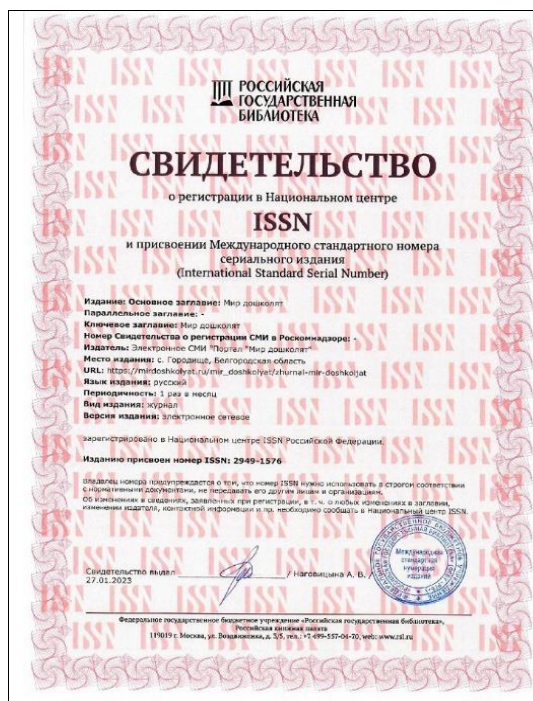 РОССИЙСКАЯ
ГОСУДАРСТВЕННАЯ
БИБЛИОТЕКА
СВИДЕТЕЛЬСТВО
о регистрации в Национальном центре
ISSN
и присвоении Международного стандартного номера
сериального издания
(International Standard Serial Number)
Издание: Основное заглавие: Мир дошколят
Параллельное заглавие: -
Ключевое заглавие: Мир дошколят
Номер Свидетельства о регистрации СМИ в Роскомнадзоре: -
Издатель: Электронное СМИ "Портал "Мир дошколят"
Место издания: с. Городище, Белгородская область
URL: https://mirdoshkolyat.ru/mir_doshkolyat/zhurnal-mir-doshkoljat
Язык издания: русский
Периодичность: 1 раз в месяц
Вид издания: журнал
Версия издания: электронное сетевое
зарегистрировано в Национальном центре ISSN Российской Федерации.
Изданию присвоен номер ISSN: 2949-1576
Владелец номера предупреждается о том, что номер ISSN нужно использовать в строгом соответствии
с нормативными документами, не передавать его другим лицам и организациям.
Об изменениях в сведениях, заявленных при регистрации, в т. ч. о любых изменениях в заглавии,
изменении издателя, контактной информации и пр. необходимо сообщать в Национальный центр ISSN.
Свидетельство выдал / Наговицына А. В. /
27.01.2023
Международная
стандартная
нумерация
изданий
Федеральное государственное бюджетное учреждение «Российская государственная библиотека»,
Российская книжная палата
119019 г. Москва, ул. Воздвиженка, д. 3/5, тел.: +7 499-557-04-70, web: www.rsl.ru